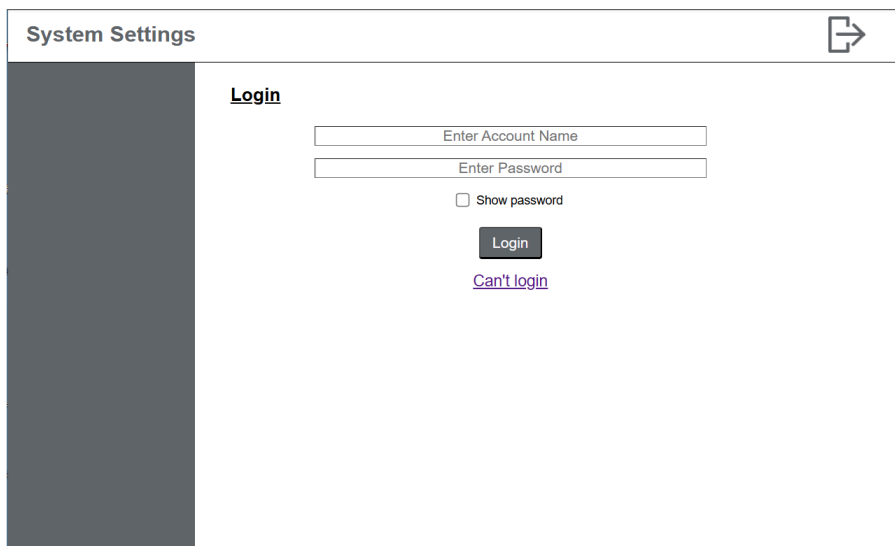 System Settings
Login
Enter Account Name
Enter Password
Show password
Login
Can't login